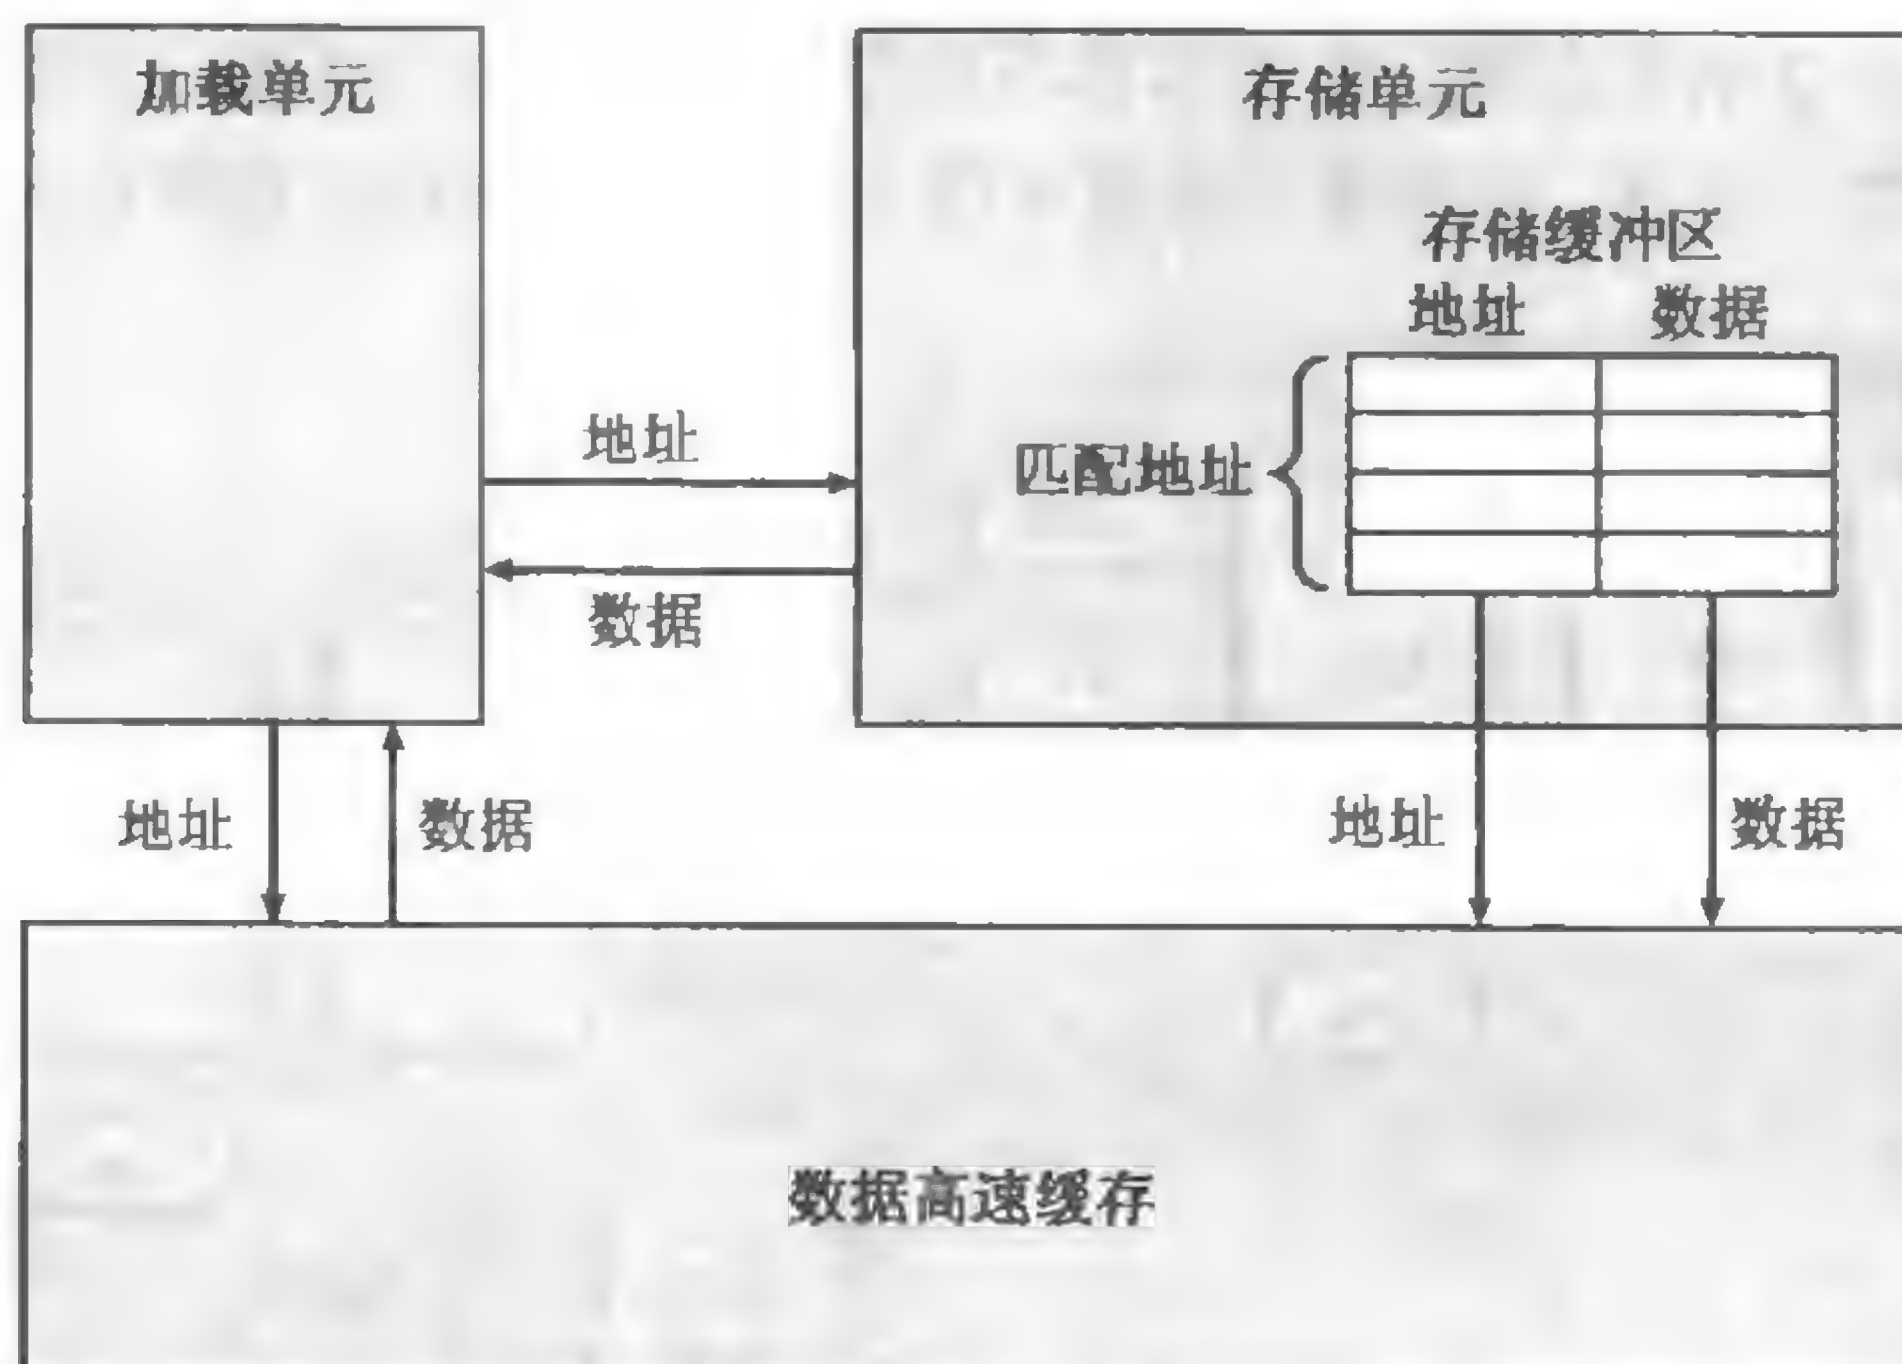 加载单元
存储单元
存储缓冲区
地址 数据
地址
匹配地址
数据
地址
数据
地址
数据
数据高速缓存